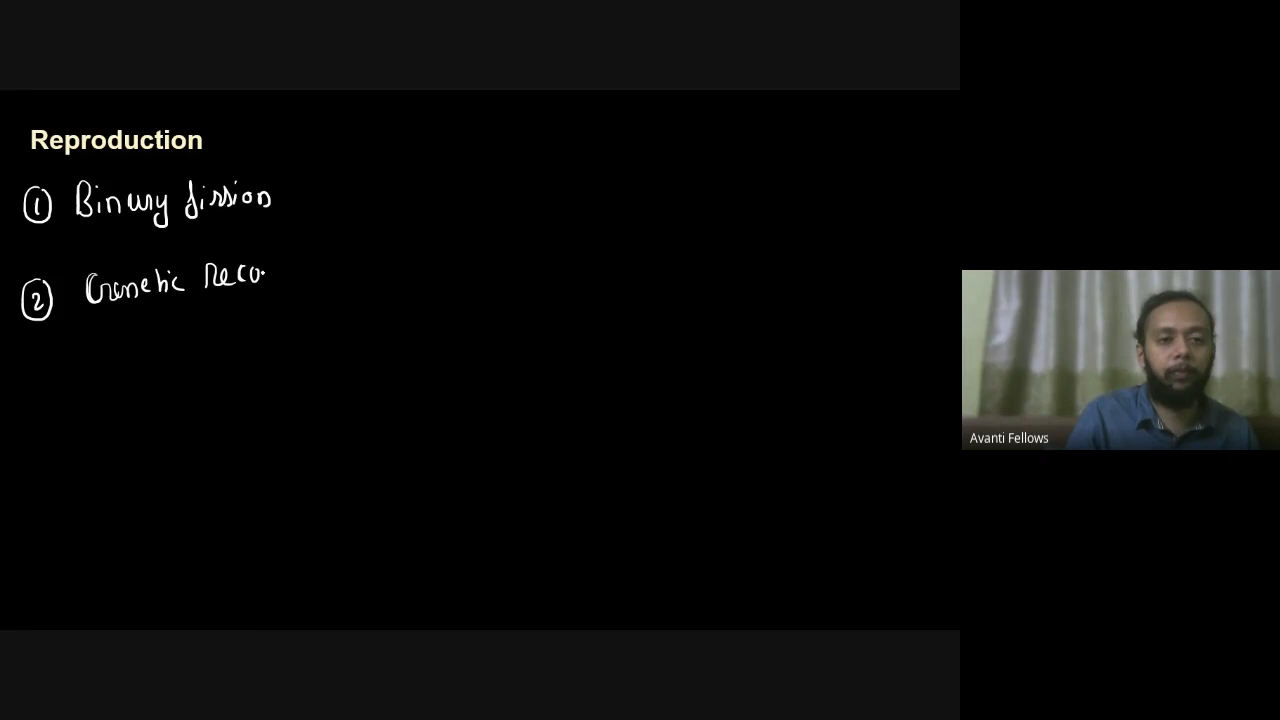 Reproduction
① Binary fission
② Genetic Reco
Avanti Fellows